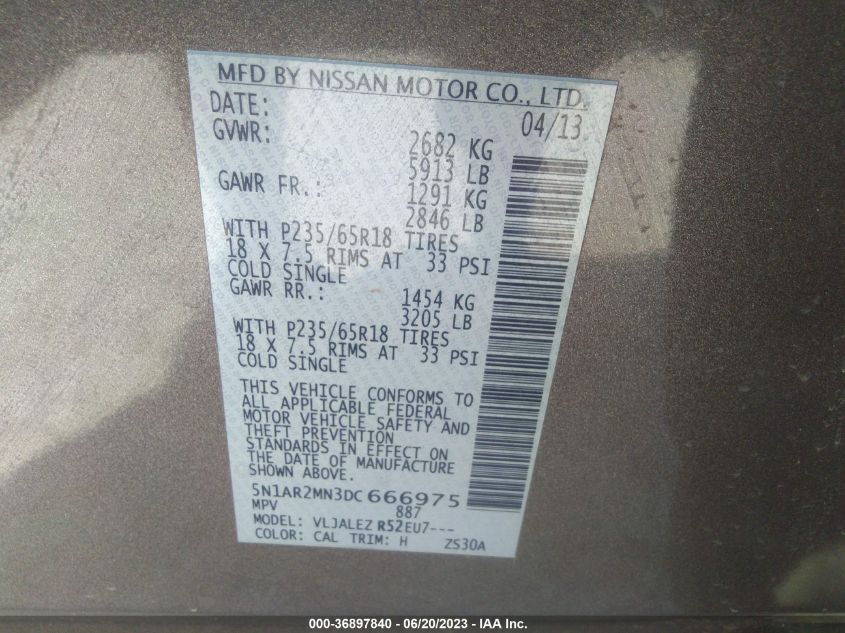 MFD BY NISSAN MOTOR CO., LTD.
DATE: 04/13
GVWR: 2682 KG
5913 LB
GAWR FR.: 1291 KG
2846 LB
WITH P235/65R18 TIRES
18 X 7.5 RIMS AT 33 PSI
COLD SINGLE
GAWR RR.: 1454 KG
3205 LB
WITH P235/65R18 TIRES
18 X 7.5 RIMS AT 33 PSI
COLD SINGLE
THIS VEHICLE CONFORMS TO
ALL APPLICABLE FEDERAL
MOTOR VEHICLE SAFETY AND
THEFT PREVENTION
STANDARDS IN EFFECT ON
THE DATE OF MANUFACTURE
SHOWN ABOVE.
5N1AR2MN3DC666975
MPV 887
MODEL: VLJALEZ R52EU7---
COLOR: CAL TRIM: H ZS30A
000-36897840 - 06/20/2023 - IAA Inc.